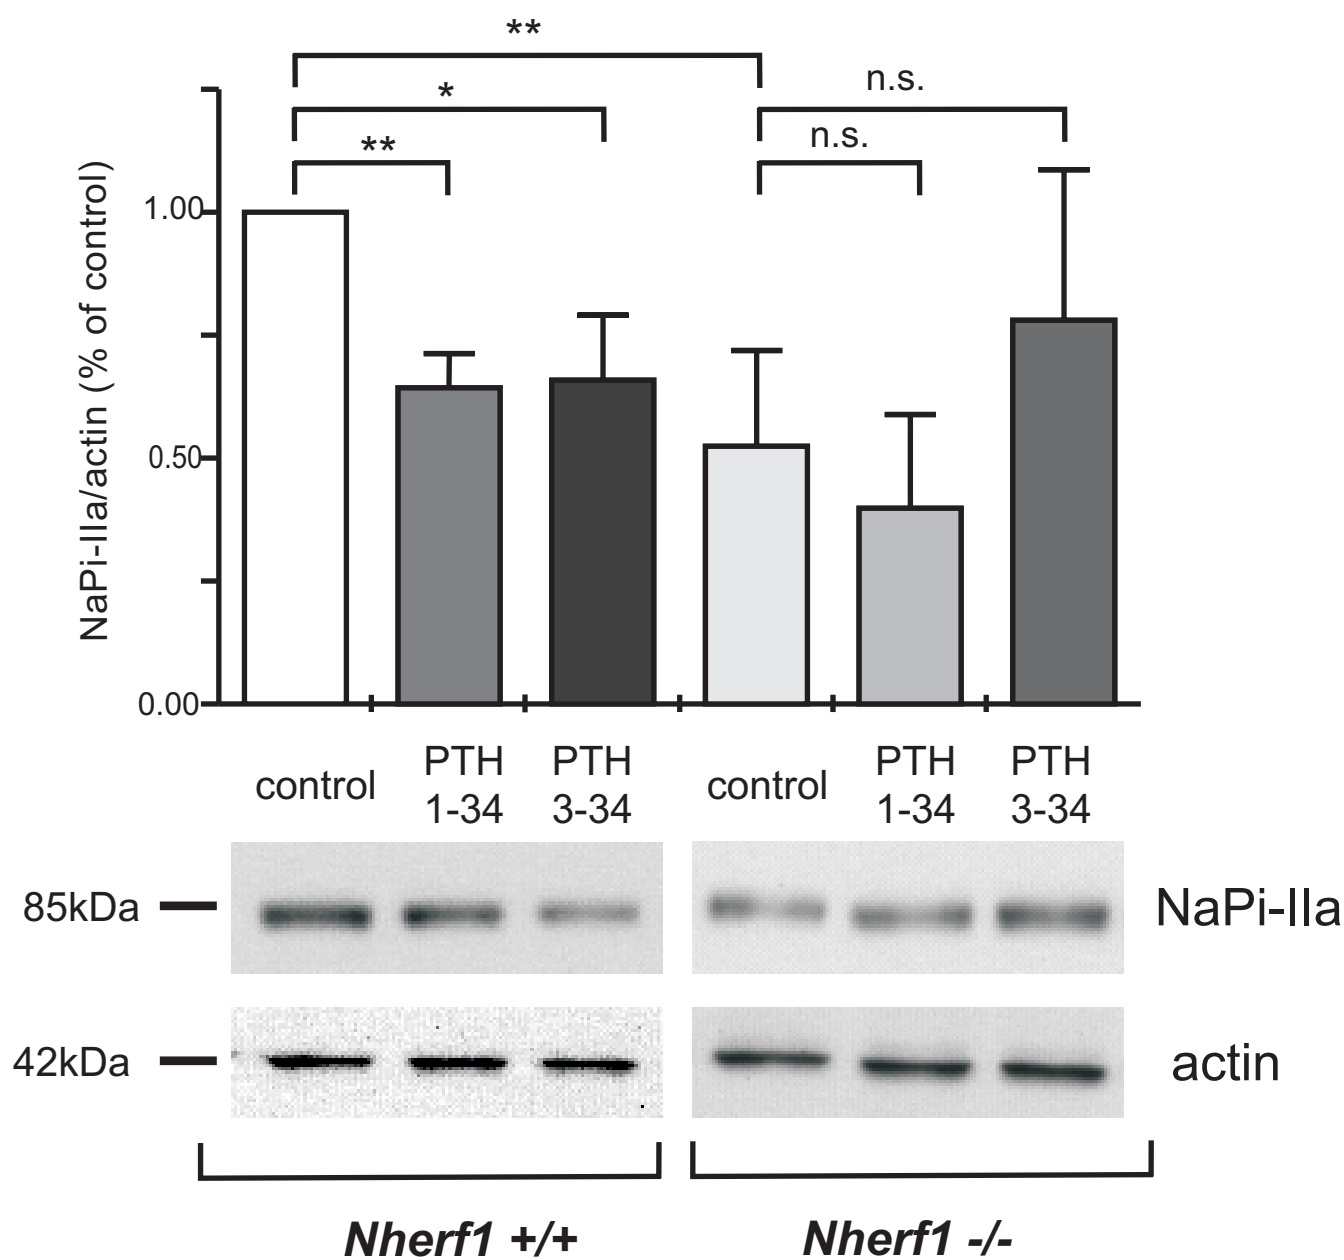 **
*
n.s.
**
n.s.
NaPi-IIa/actin (% of control)
1.00
0.50
0.00
control
PTH
1-34
PTH
3-34
control
PTH
1-34
PTH
3-34
85kDa
NaPi-IIa
42kDa
actin
Nherf1 +/+
Nherf1 -/-